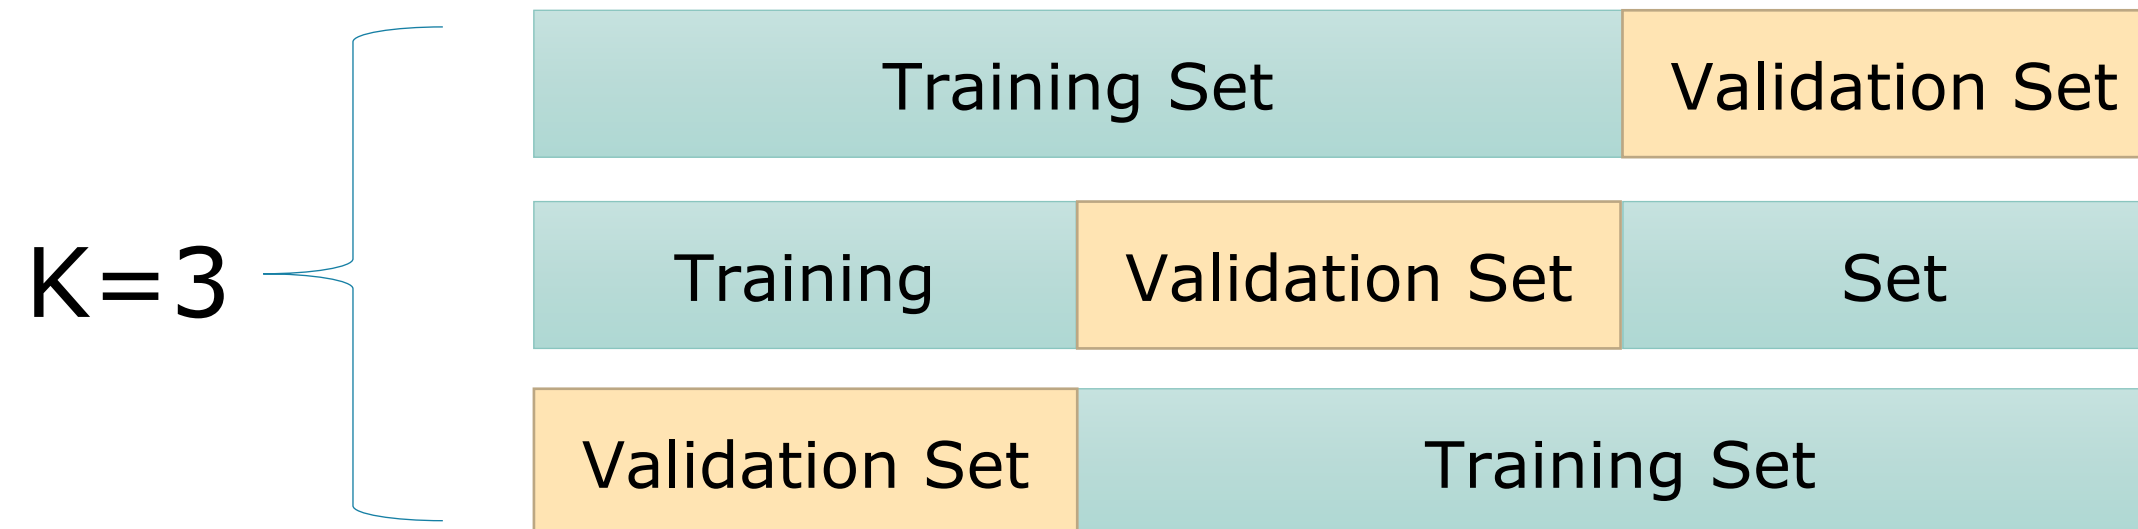 Training Set Validation Set
K=3
Training Validation Set Set
Validation Set Training Set